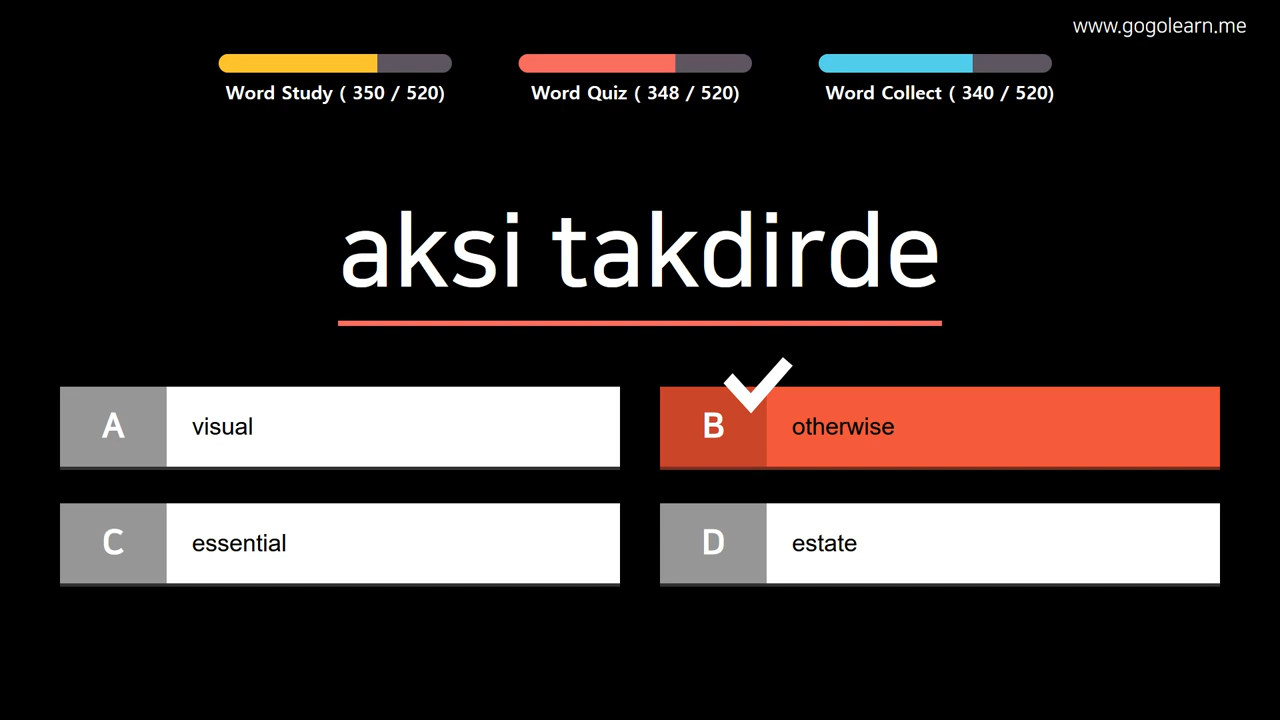 www.gogolearn.me
Word Study ( 350 / 520)
Word Quiz ( 348 / 520)
Word Collect ( 340 / 520)
aksi takdirde
A visual
B otherwise
C essential
D estate